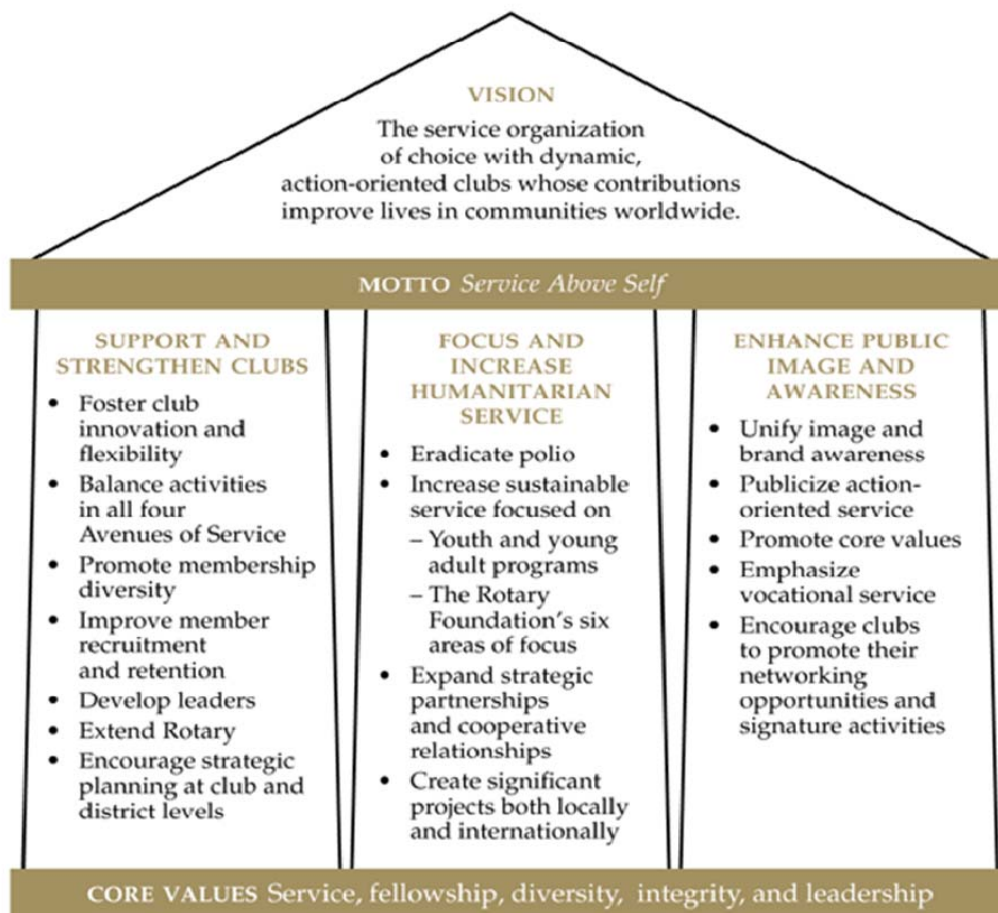 VISION
The service organization
of choice with dynamic,
action-oriented clubs whose contributions
improve lives in communities worldwide.
MOTTO Service Above Self
SUPPORT AND
STRENGTHEN CLUBS
• Foster club
innovation and
flexibility
• Balance activities
in all four
Avenues of Service
• Promote membership
diversity
• Improve member
recruitment
and retention
• Develop leaders
• Extend Rotary
• Encourage strategic
planning at club and
district levels
FOCUS AND
INCREASE
HUMANITARIAN
SERVICE
• Eradicate polio
• Increase sustainable
service focused on
– Youth and young
adult programs
– The Rotary
Foundation's six
areas of focus
• Expand strategic
partnerships
and cooperative
relationships
• Create significant
projects both locally
and internationally
ENHANCE PUBLIC
IMAGE AND
AWARENESS
• Unify image and
brand awareness
• Publicize action-
oriented service
• Promote core values
• Emphasize
vocational service
• Encourage clubs
to promote their
networking
opportunities and
signature activities
CORE VALUES Service, fellowship, diversity, integrity, and leadership